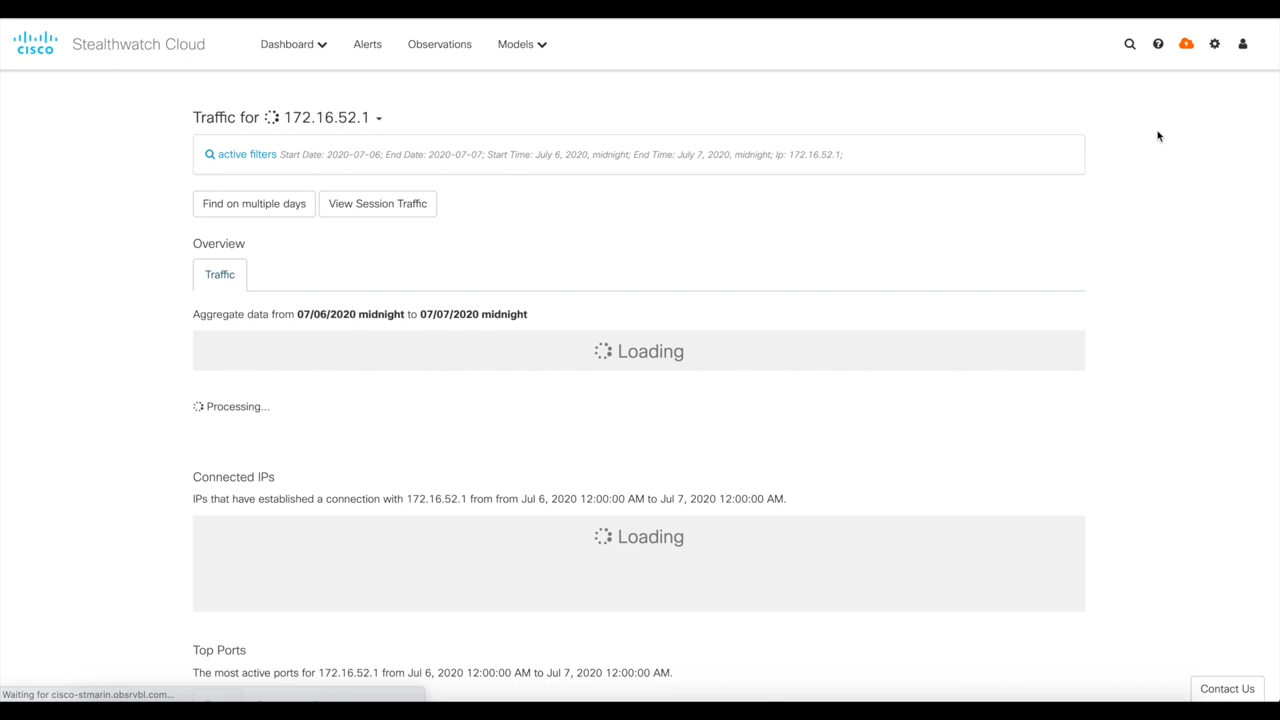 CISCO
Stealthwatch Cloud
Dashboard
Alerts
Observations
Models
Traffic for 172.16.52.1
active filters Start Date: 2020-07-06; End Date: 2020-07-07; Start Time: July 6, 2020, midnight; End Time: July 7, 2020, midnight; Ip: 172.16.52.1;
Find on multiple days
View Session Traffic
Overview
Traffic
Aggregate data from 07/06/2020 midnight to 07/07/2020 midnight
Loading
Processing...
Connected IPs
IPs that have established a connection with 172.16.52.1 from from Jul 6, 2020 12:00:00 AM to Jul 7, 2020 12:00:00 AM.
Loading
Top Ports
The most active ports for 172.16.52.1 from Jul 6, 2020 12:00:00 AM to Jul 7, 2020 12:00:00 AM.
Contact Us
Waiting for cisco-stmarin.obsrvbl.com...